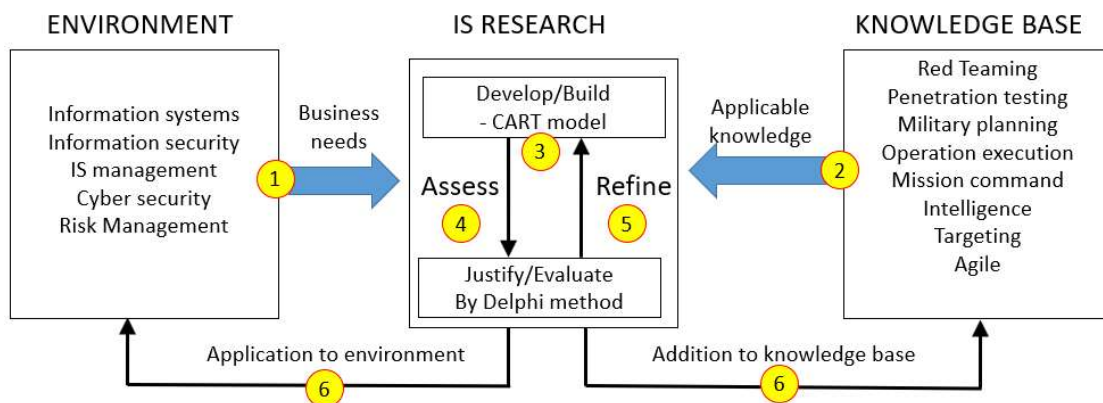 ENVIRONMENT
Information systems
Information security
IS management
Cyber security
Risk Management
1
Business
needs
IS RESEARCH
Develop/Build
- CART model
3
Assess
4
Refine
5
Justify/Evaluate
By Delphi method
Applicable
knowledge
2
KNOWLEDGE BASE
Red Teaming
Penetration testing
Military planning
Operation execution
Mission command
Intelligence
Targeting
Agile
Application to environment
6
Addition to knowledge base
6